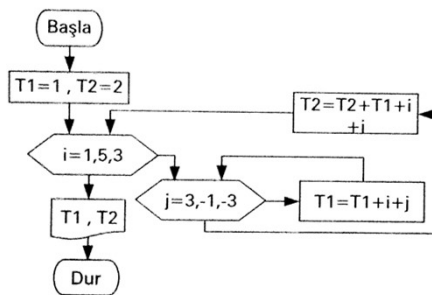 Başla
T1=1 , T2=2
T2=T2+T1+i
+j
i=1,5,3
j=3,-1,-3
T1=T1+i+j
T1 , T2
Dur